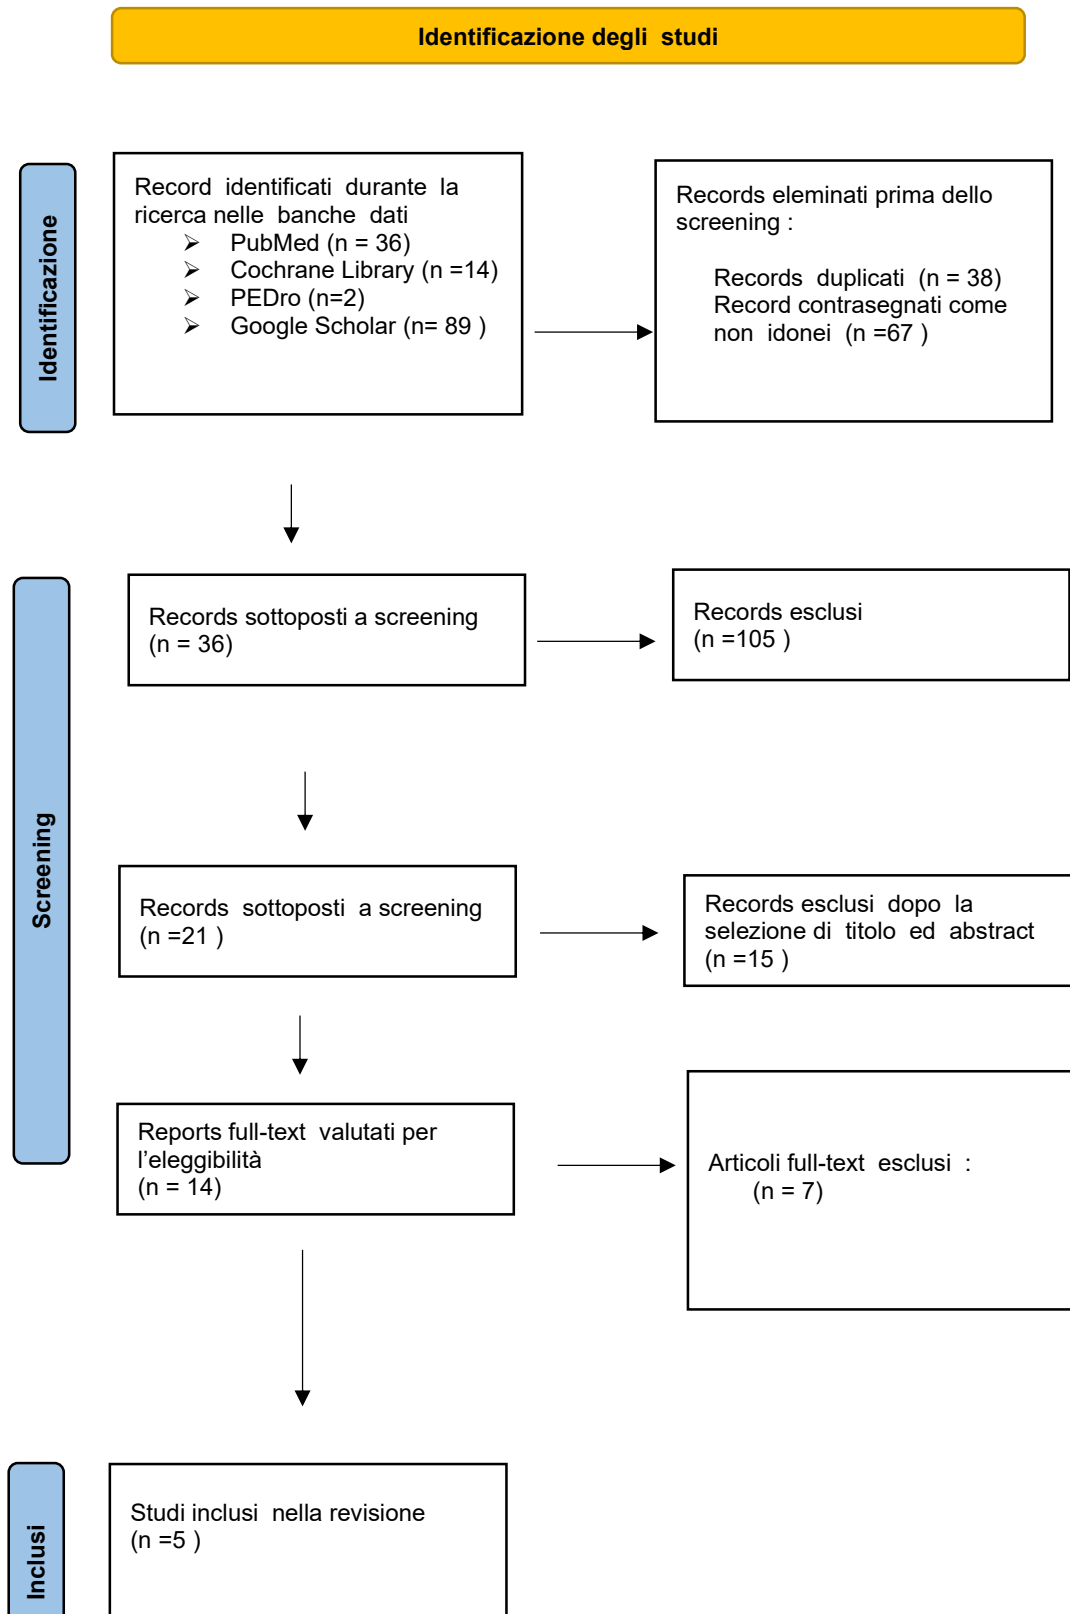 Identificazione degli studi
Identificazione
Record identificati durante la
ricerca nelle banche dati
➢ PubMed (n = 36)
➢ Cochrane Library (n =14)
➢ PEDro (n=2)
➢ Google Scholar (n= 89 )
Records eleminati prima dello
screening :
Records duplicati (n = 38)
Record contrasegnati come
non idonei (n =67 )
Screening
Records sottoposti a screening
(n = 36)
Records esclusi
(n =105 )
Records sottoposti a screening
(n =21 )
Records esclusi dopo la
selezione di titolo ed abstract
(n =15 )
Reports full-text valutati per
l’eleggibilità
(n = 14)
Articoli full-text esclusi :
(n = 7)
Inclusi
Studi inclusi nella revisione
(n =5 )